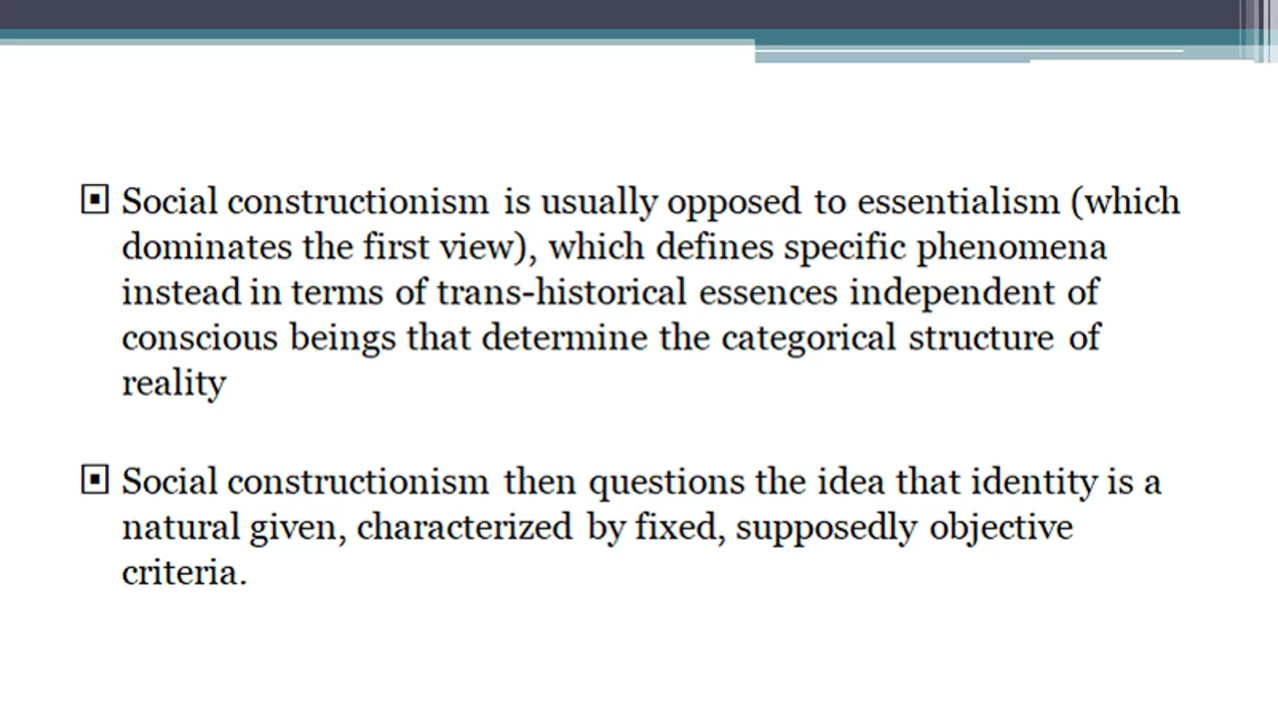 Social constructionism is usually opposed to essentialism (which
dominates the first view), which defines specific phenomena
instead in terms of trans-historical essences independent of
conscious beings that determine the categorical structure of
reality
Social constructionism then questions the idea that identity is a
natural given, characterized by fixed, supposedly objective
criteria.